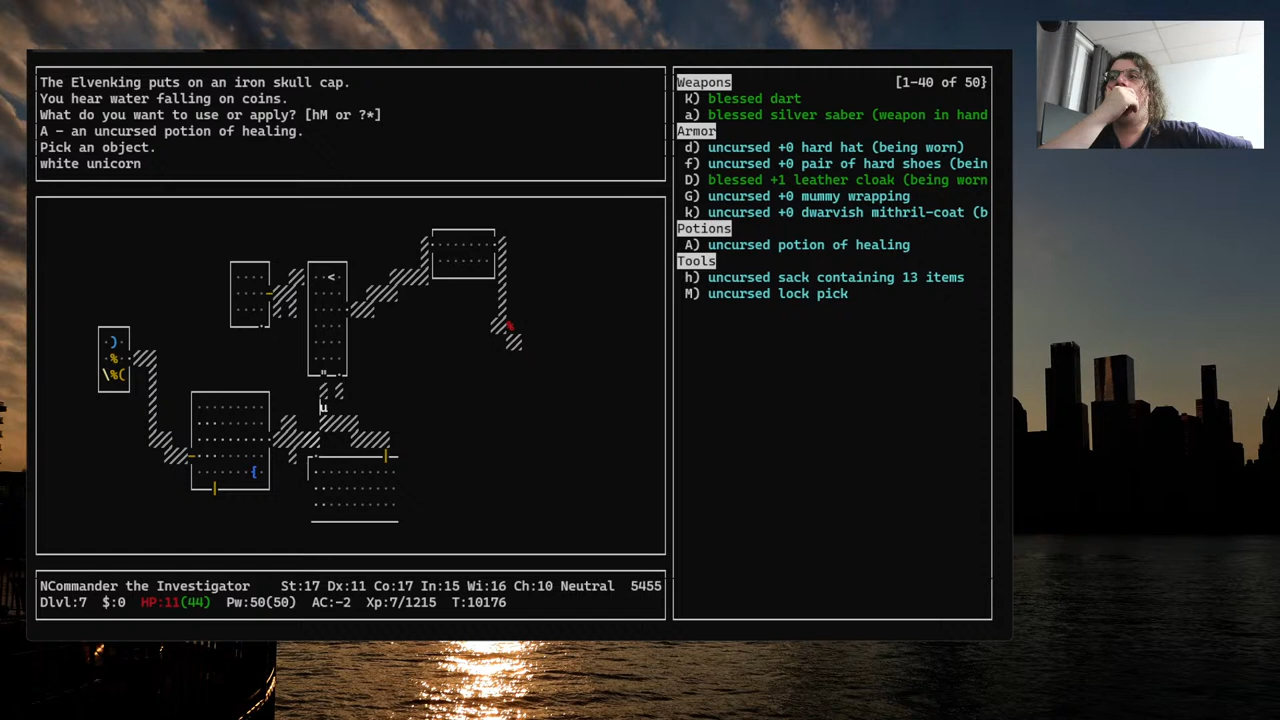 The Elvenking puts on an iron skull cap.
You hear water falling on coins.
What do you want to use or apply? [hM or ?*]
A - an uncursed potion of healing.
Pick an object.
white unicorn
NCommander the Investigator St:17 Dx:11 Co:17 In:15 Wi:16 Ch:10 Neutral 5455
Dlvl:7 $:0 HP:11(44) Pw:50(50) AC:-2 Xp:7/1215 T:10176
Weapons [1-40 of 50}
K) blessed dart
a) blessed silver saber (weapon in hand
Armor
d) uncursed +0 hard hat (being worn)
f) uncursed +0 pair of hard shoes (bein
D) blessed +1 leather cloak (being worn
G) uncursed +0 mummy wrapping
k) uncursed +0 dwarvish mithril-coat (b
Potions
A) uncursed potion of healing
Tools
h) uncursed sack containing 13 items
M) uncursed lock pick